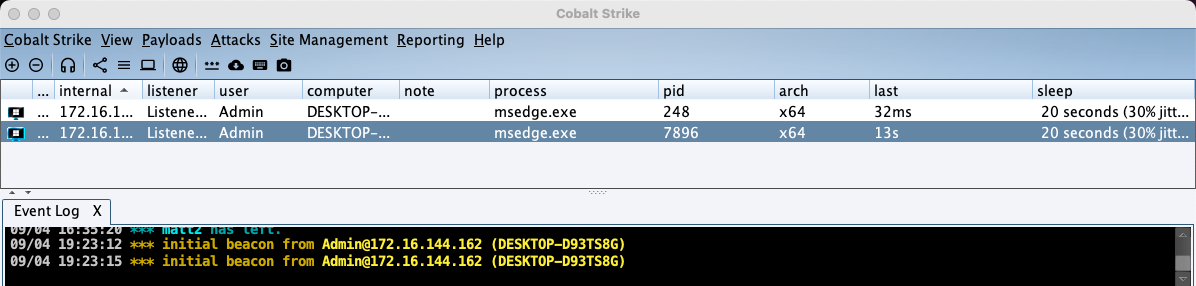 Cobalt Strike
Cobalt Strike View Payloads Attacks Site Management Reporting Help
... internal listener user computer note process pid arch last sleep
... 172.16.1... Listene... Admin DESKTOP-... msedge.exe 248 x64 32ms 20 seconds (30% jitt...
... 172.16.1... Listene... Admin DESKTOP-... msedge.exe 7896 x64 13s 20 seconds (30% jitt...
Event Log X
09/04 16:35:20 *** matt2 has left.
09/04 19:23:12 *** initial beacon from Admin@172.16.144.162 (DESKTOP-D93TS8G)
09/04 19:23:15 *** initial beacon from Admin@172.16.144.162 (DESKTOP-D93TS8G)